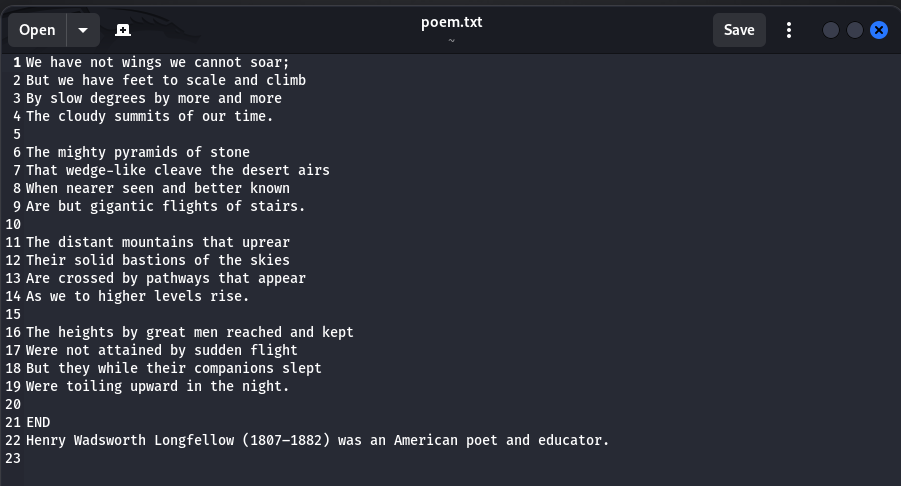 Open
poem.txt
~
Save
1 We have not wings we cannot soar;
2 But we have feet to scale and climb
3 By slow degrees by more and more
4 The cloudy summits of our time.
5
6 The mighty pyramids of stone
7 That wedge-like cleave the desert airs
8 When nearer seen and better known
9 Are but gigantic flights of stairs.
10
11 The distant mountains that uprear
12 Their solid bastions of the skies
13 Are crossed by pathways that appear
14 As we to higher levels rise.
15
16 The heights by great men reached and kept
17 Were not attained by sudden flight
18 But they while their companions slept
19 Were toiling upward in the night.
20
21 END
22 Henry Wadsworth Longfellow (1807–1882) was an American poet and educator.
23